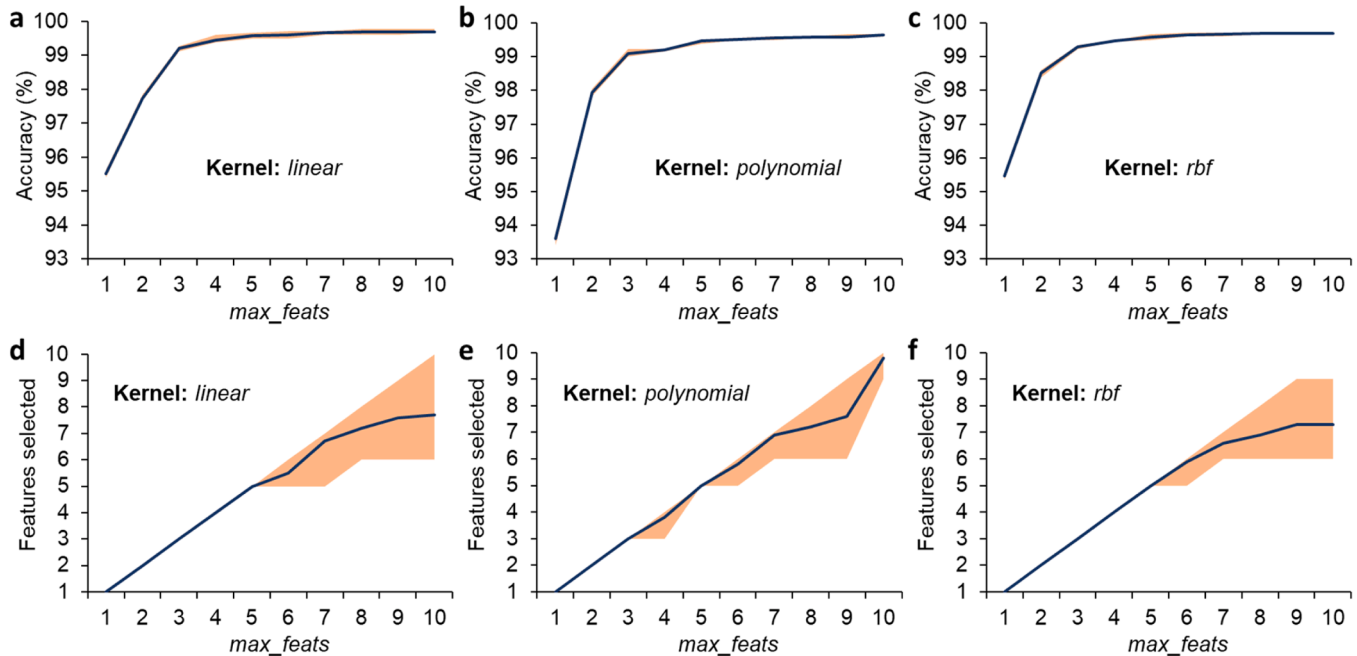 a
100
99
98
97
96
95
94
93
Accuracy (%)
Kernel: linear
1 2 3 4 5 6 7 8 9 10
max_feats
b
100
99
98
97
96
95
94
93
Accuracy (%)
Kernel: polynomial
1 2 3 4 5 6 7 8 9 10
max_feats
c
100
99
98
97
96
95
94
93
Accuracy (%)
Kernel: rbf
1 2 3 4 5 6 7 8 9 10
max_feats
d
10
9
8
7
6
5
4
3
2
1
Features selected
Kernel: linear
1 2 3 4 5 6 7 8 9 10
max_feats
e
10
9
8
7
6
5
4
3
2
1
Features selected
Kernel: polynomial
1 2 3 4 5 6 7 8 9 10
max_feats
f
10
9
8
7
6
5
4
3
2
1
Features selected
Kernel: rbf
1 2 3 4 5 6 7 8 9 10
max_feats